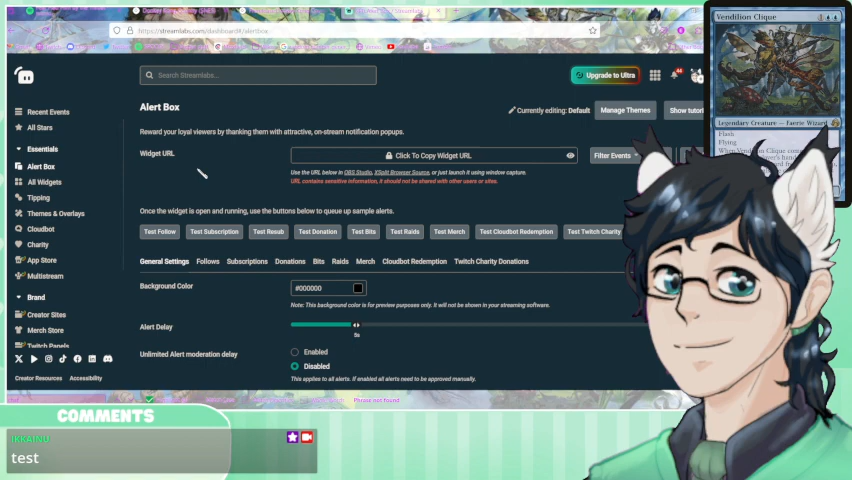 https://streamlabs.com/dashboard#/alertbox
Search Streamlabs...
Upgrade to Ultra
Recent Events
All Stars
Essentials
Alert Box
All Widgets
Tipping
Themes & Overlays
Cloudbot
Charity
App Store
Multistream
Brand
Creator Sites
Merch Store
Twitch Panels
Creator Resources Accessibility
Alert Box
Currently editing: Default
Manage Themes
Show tutori
Reward your loyal viewers by thanking them with attractive, on-stream notification popups.
Widget URL
Click To Copy Widget URL
Filter Events
Use the URL below in OBS Studio, XSplit Browser Source, or just launch it using window capture.
URL contains sensitive information, it should not be shared with other users or sites.
Once the widget is open and running, use the buttons below to queue up sample alerts.
Test Follow Test Subscription Test Resub Test Donation Test Bits Test Raids Test Merch Test Cloudbot Redemption Test Twitch Charity
General Settings Follows Subscriptions Donations Bits Raids Merch Cloudbot Redemption Twitch Charity Donations
Background Color
#000000
Note: This background color is for preview purposes only. It will not be shown in your streaming software.
Alert Delay
5s
Unlimited Alert moderation delay
Enabled
Disabled
This applies to all alerts. If enabled all alerts need to be approved manually.
Phrase not found
Vendilion Clique
Legendary Creature — Faerie Wizard
Flash
Flying
When Vendilion Clique
COMMENTS
IKKAINU
test